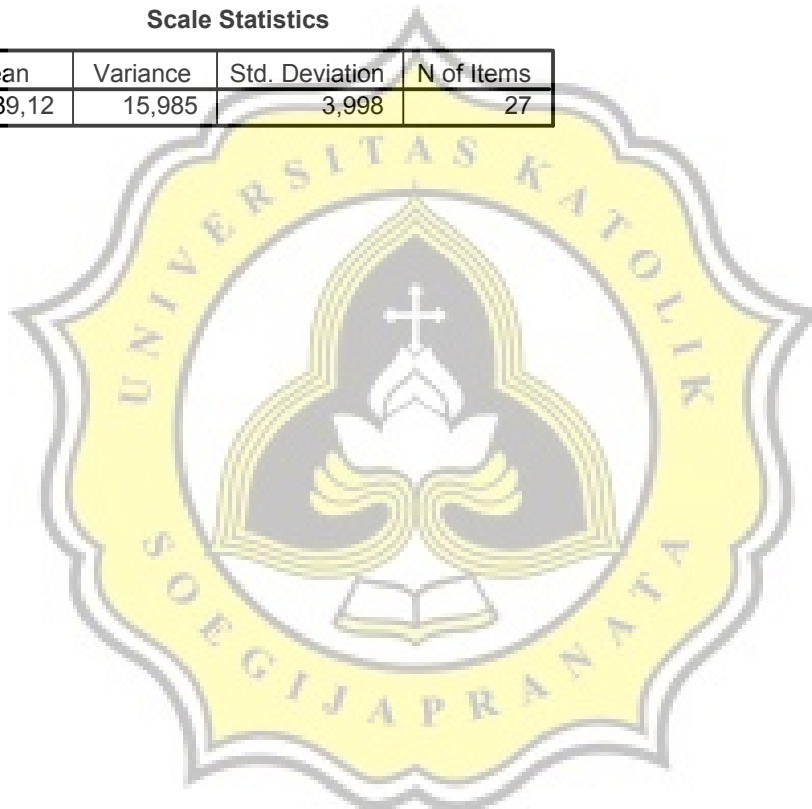 Scale Statistics
ean Variance Std. Deviation N of Items
39,12 15,985 3,998 27
UNIVERSITAS KATOLIK
SOEGIJAPRANATA